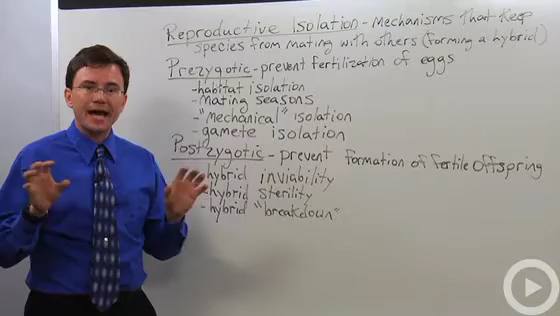 Reproductive Isolation - Mechanisms that keep
species from mating with others (forming a hybrid)
Prezygotic - prevent fertilization of eggs
- habitat isolation
- Mating seasons
- "mechanical" isolation
- gamete isolation
Postzygotic - prevent formation of fertile offspring
hybrid inviability
- hybrid sterility
- hybrid "breakdown"